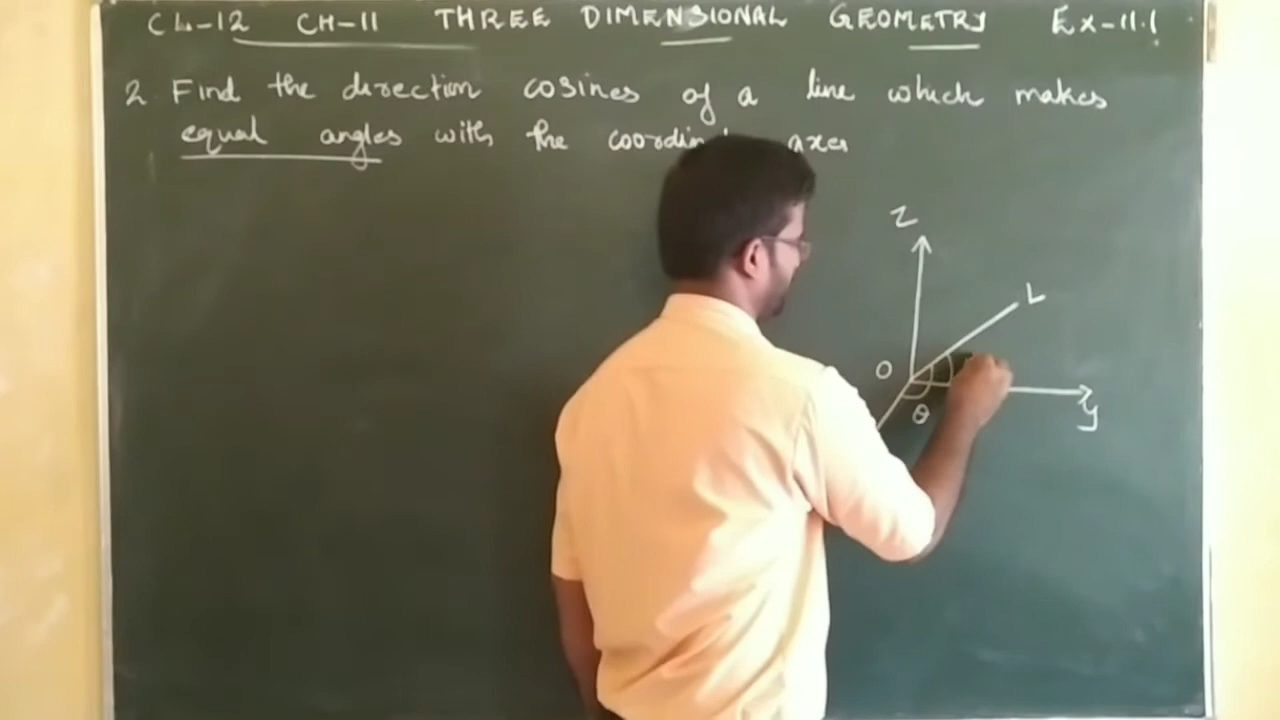 CL-12 CH-11 THREE DIMENSIONAL GEOMETRY Ex-11.1
2 Find the direction cosines of a line which makes
equal angles with the axes
Z
L
O
θ
y